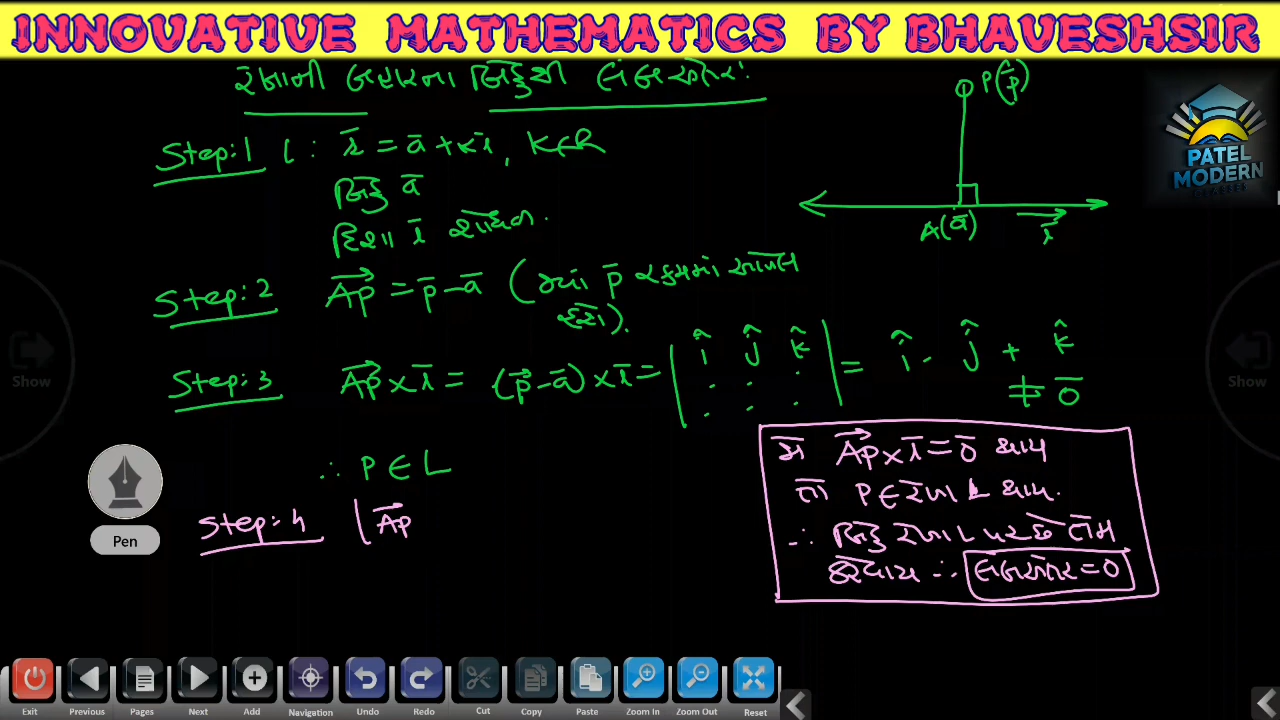 INNOVATIVE MATHEMATICS BY BHAVESHSIR
રેખાની બહારના બિંદુથી લંબઅંતર:
P(p̄)
PATEL
MODERN
Step:1 l : r̄ = ā + kl̄, k∈R
બિંદુ ā
દિશા l̄
A(ā) l̄
Step:2 AP⃗ = p̄ - ā (જ્યાં p̄ રકમમાં આપેલ
હશે).
Step:3 AP⃗ × l̄ = (p̄ - ā) × l̄ = | î ĵ k̂ | = î - ĵ + k̂
≠ 0̄
જો AP⃗ × l̄ = 0̄ થાય
તો P∈રેખા L થાય.
∴ બિંદુ રેખા L પર છે તેમ
કહેવાય ∴ લંબઅંતર = 0
∴ P ∈ L
Step:4 |AP⃗
Show
Show
Pen
Exit Previous Pages Next Add Navigation Undo Redo Cut Copy Paste Zoom In Zoom Out Reset